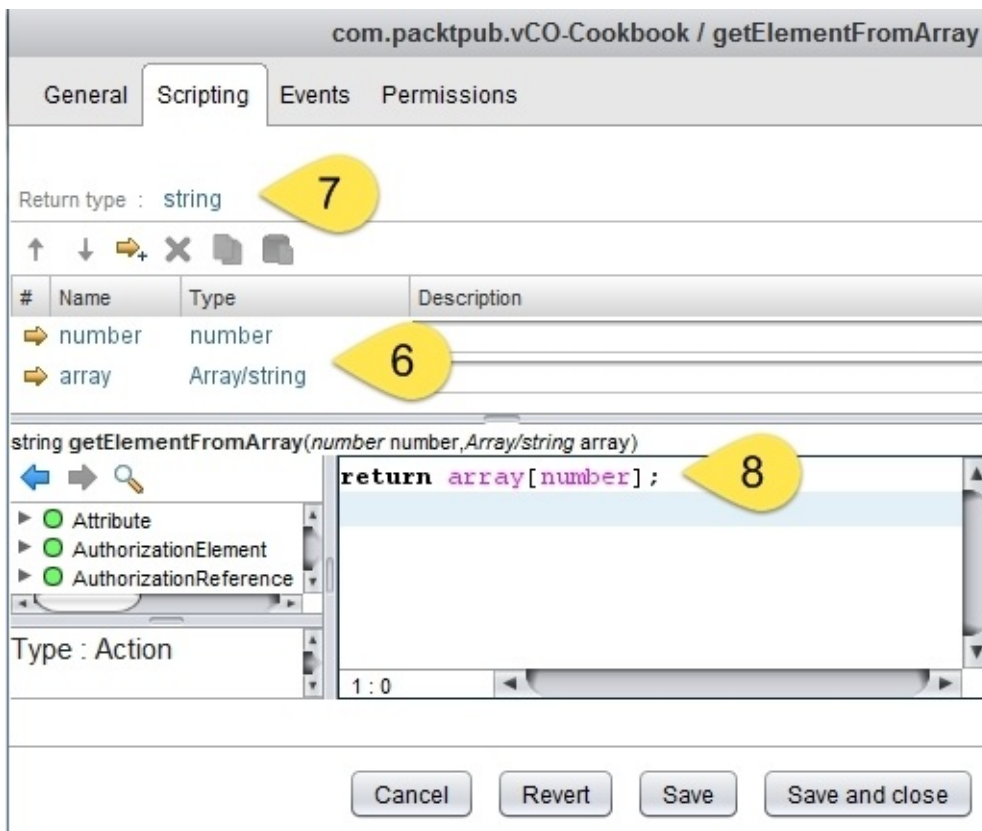 com.packtpub.vCO-Cookbook / getElementFromArray
General Scripting Events Permissions
Return type : string 7
# Name Type Description
number number
array Array/string
6
string getElementFromArray(number number,Array/string array)
return array[number]; 8
Attribute
AuthorizationElement
AuthorizationReference
Type : Action
1 : 0
Cancel Revert Save Save and close